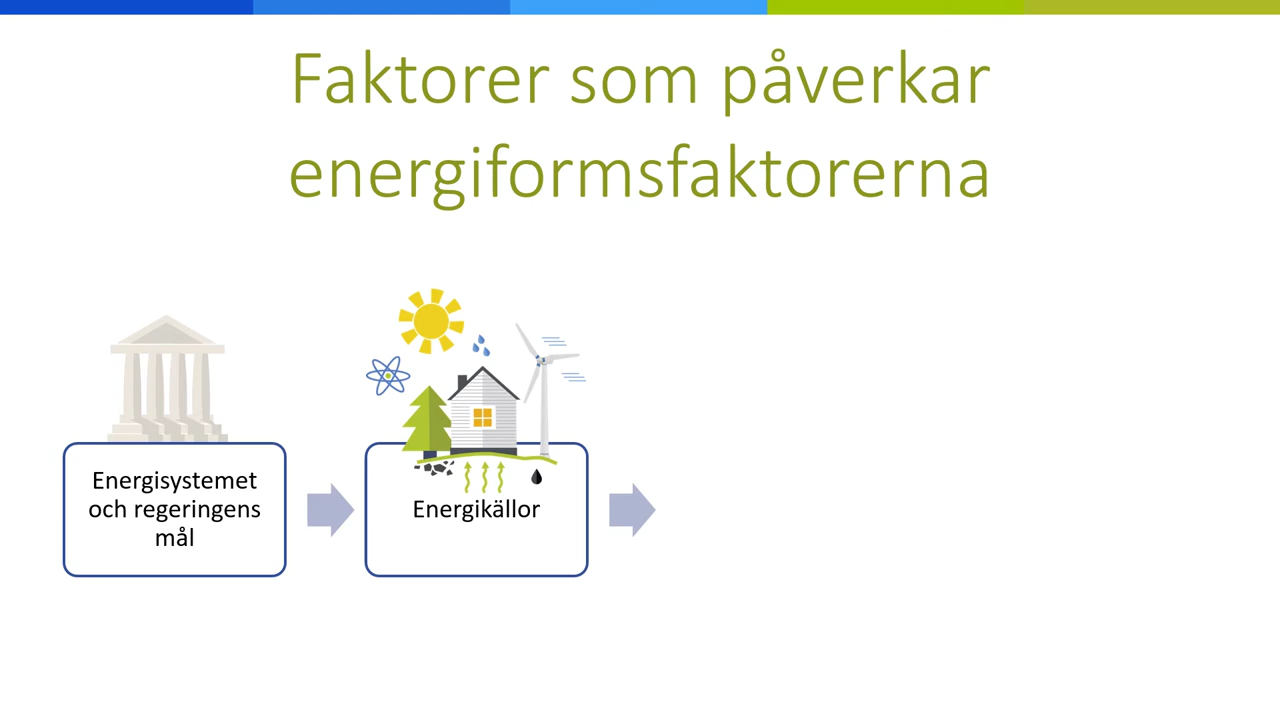 Faktorer som påverkar
energiformsfaktorerna
Energisystemet
och regeringens
mål
Energikällor